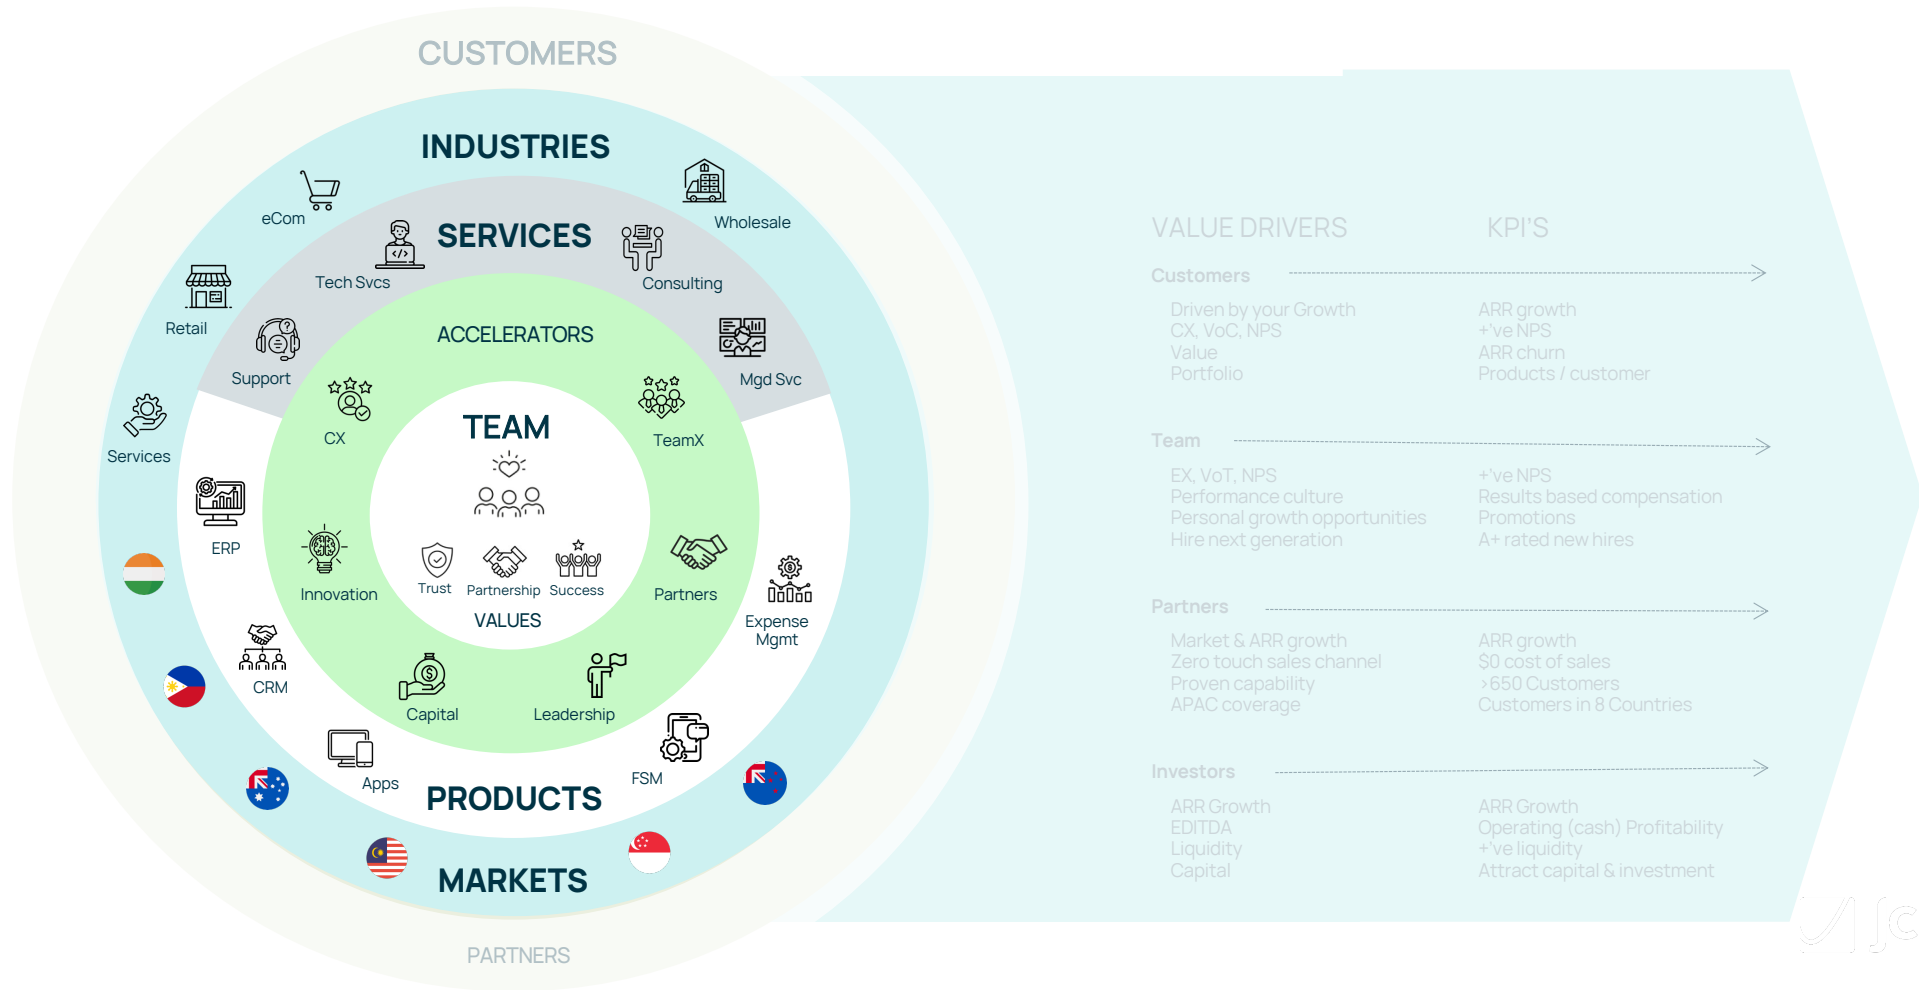 CUSTOMERS
INDUSTRIES
eCom
Wholesale
SERVICES
Tech Svcs
Consulting
Retail
Support
Mgd Svc
ACCELERATORS
CX
TeamX
TEAM
Services
ERP
Innovation
Trust
Partnership
Success
VALUES
Partners
Expense
Mgmt
CRM
Capital
Leadership
Apps
FSM
PRODUCTS
MARKETS
PARTNERS
VALUE DRIVERS
KPI'S
Customers
Driven by your Growth
ARR growth
CX, VoC, NPS
+'ve NPS
Value
ARR churn
Portfolio
Products / customer
Team
EX, VoT, NPS
+'ve NPS
Performance culture
Results based compensation
Personal growth opportunities
Promotions
Hire next generation
A+ rated new hires
Partners
Market & ARR growth
ARR growth
Zero touch sales channel
$0 cost of sales
Proven capability
>650 Customers
APAC coverage
Customers in 8 Countries
Investors
ARR Growth
ARR Growth
EDITDA
Operating (cash) Profitability
Liquidity
+'ve liquidity
Capital
Attract capital & investment